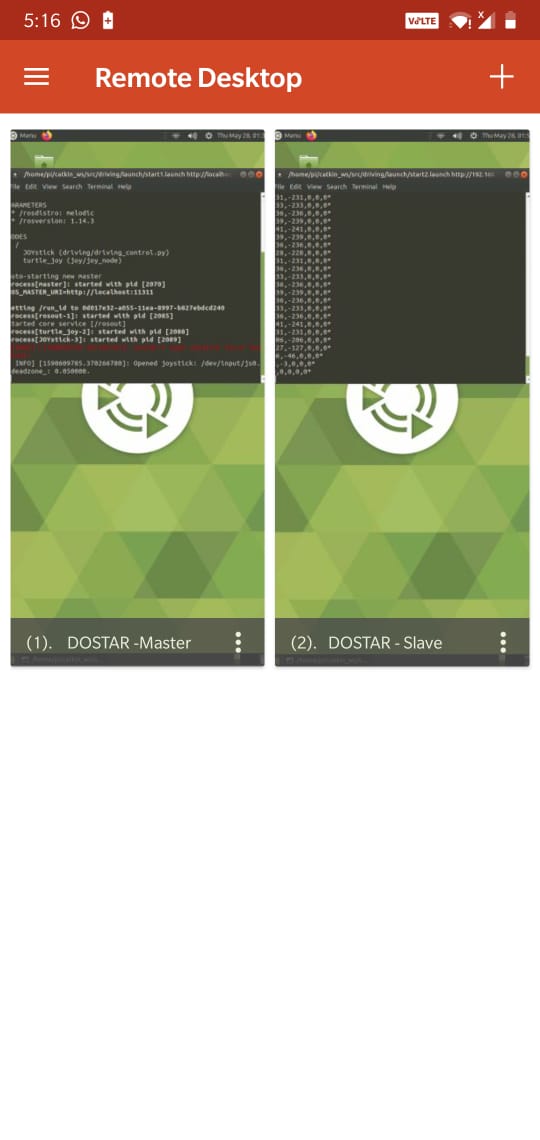 5:16
VoLTE
Remote Desktop
Menu
Thu May 28, 01:3
/home/pi/catkin_ws/src/driving/launch/start1.launch http://localho
File Edit View Search Terminal Help
ARAMETERS
* /rosdistro: melodic
* /rosversion: 1.14.3
ODES
/
JOYstick (driving/driving_control.py)
turtle_joy (joy/joy_node)
uto-starting new master
rocess[master]: started with pid [2070]
OS_MASTER_URI=http://localhost:11311
etting /run_id to
rocess[rosout-1]: started with pid [2085]
tarted core service [/rosout]
rocess[turtle_joy-2]: started with pid [2086]
rocess[JOYstick-3]: started with pid [2089]
INFO] [1590609785.370266780]: Opened joystick: /dev/input/js0.
deadzone_: 0.050000.
(1). DOSTAR -Master
Menu
Thu May 28, 01:3
/home/pi/catkin_ws/src/driving/launch/start2.launch http://192.168
File Edit View Search Terminal Help
31,-231,0,0,0*
33,-233,0,0,0*
36,-236,0,0,0*
39,-239,0,0,0*
41,-241,0,0,0*
39,-239,0,0,0*
36,-236,0,0,0*
28,-228,0,0,0*
31,-231,0,0,0*
36,-236,0,0,0*
33,-233,0,0,0*
36,-236,0,0,0*
39,-239,0,0,0*
36,-236,0,0,0*
33,-233,0,0,0*
36,-236,0,0,0*
41,-241,0,0,0*
31,-231,0,0,0*
06,-206,0,0,0*
27,-127,0,0,0*
6,-46,0,0,0*
,-3,0,0,0*
,0,0,0,0*
(2). DOSTAR - Slave